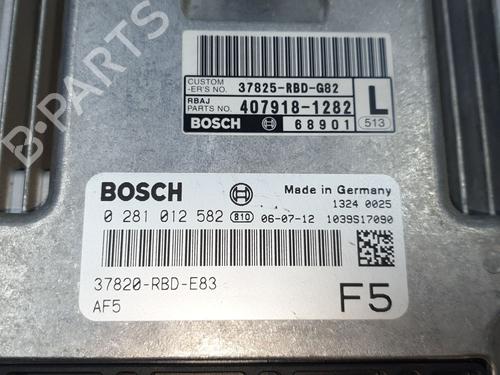 CUSTOM
-ER'S NO. 37825-RBD-G82
RBAJ
PARTS NO. 407918-1282 L
BOSCH 68901 513
BOSCH Made in Germany
1324 0025
0 281 012 582 810 06-07-12 1039S17090
37820-RBD-E83
AF5 F5
B-PARTS